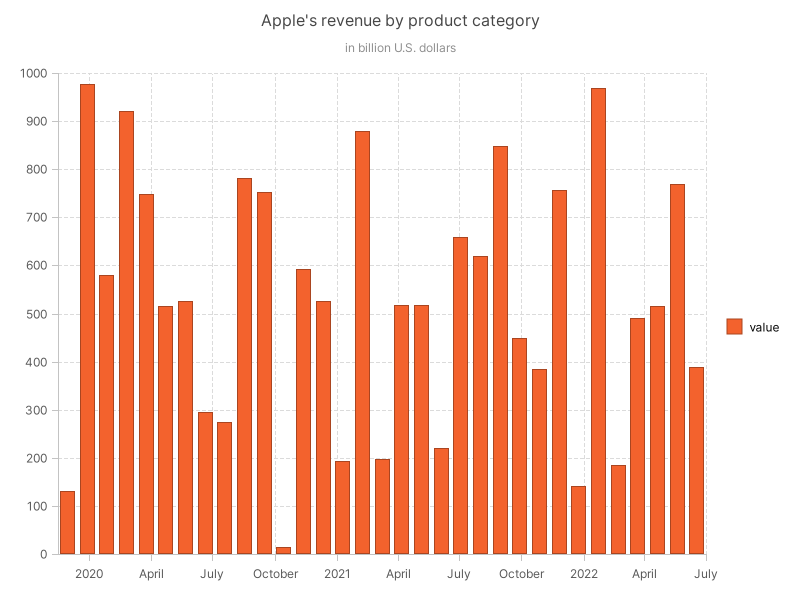 Apple's revenue by product category
in billion U.S. dollars
1000
900
800
700
600
500
400
300
200
100
0
value
2020 April July October 2021 April July October 2022 April July